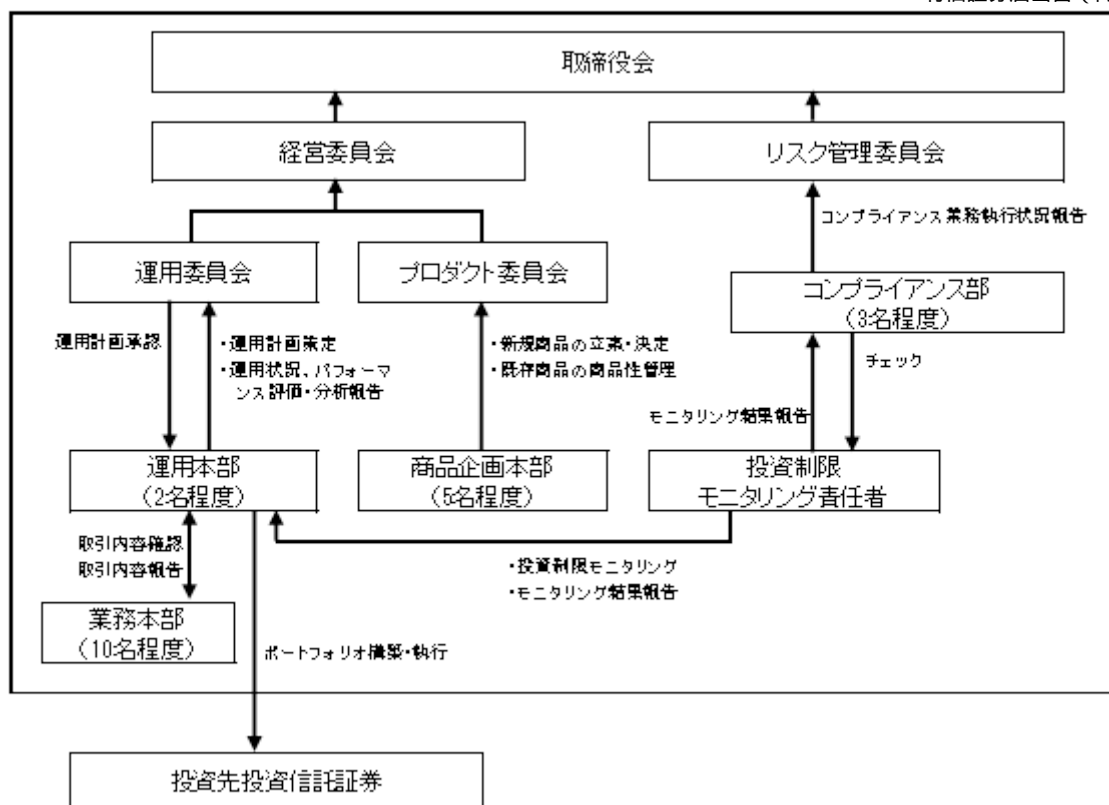 取締役会
経営委員会
リスク管理委員会
コンプライアンス業務執行状況報告
運用委員会
プロダクト委員会
コンプライアンス部
(3名程度)
運用計画承認
・運用計画策定
・運用状況、パフォーマ
ンス評価・分析報告
・新規商品の立案・決定
・既存商品の商品性管理
チェック
モニタリング結果報告
運用本部
(2名程度)
商品企画本部
(5名程度)
投資制限
モニタリング責任者
取引内容確認
取引内容報告
・投資制限モニタリング
・モニタリング結果報告
業務本部
(10名程度)
ポートフォリオ構築・執行
投資先投資信託証券